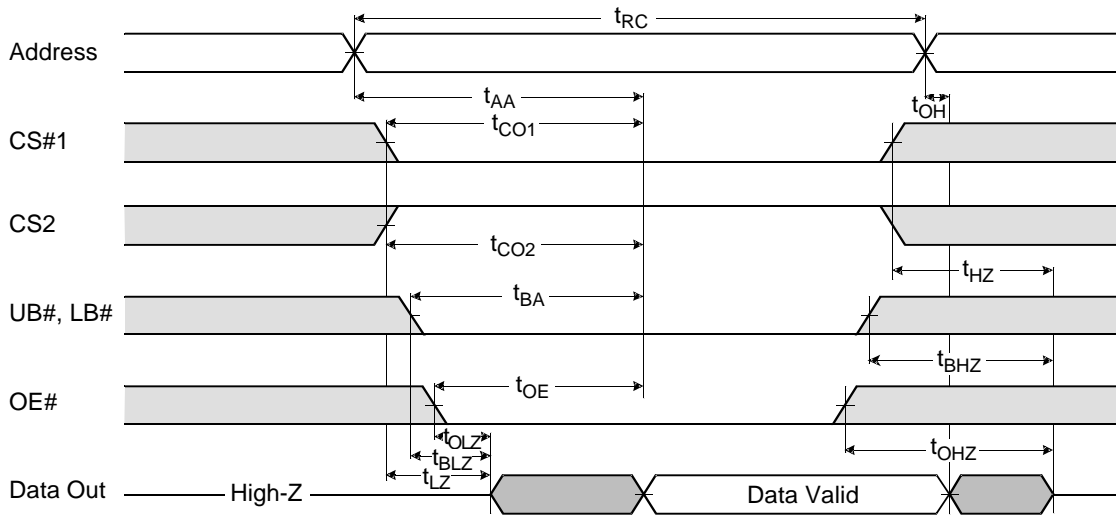 tRC
Address
tAA
tOH
tCO1
CS#1
CS2
tCO2
tHZ
tBA
UB#, LB#
tBHZ
tOE
OE#
tOLZ
tOHZ
tBLZ
tLZ
Data Out High-Z Data Valid